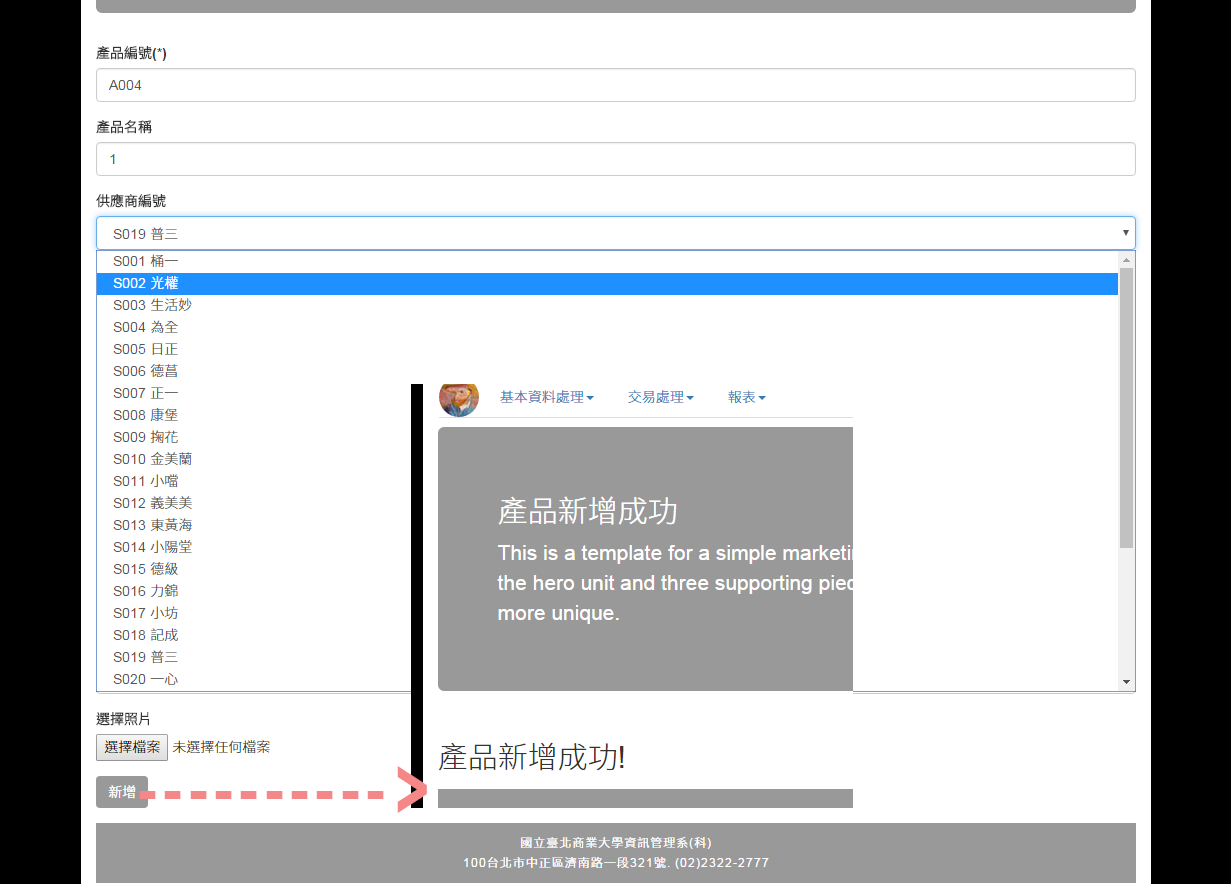 產品編號(*)
A004
產品名稱
1
供應商編號
S019 普三
S001 桶一
S002 光權
S003 生活妙
S004 為全
S005 日正
S006 德菖
S007 正一
S008 康堡
S009 掬花
S010 金美蘭
S011 小噹
S012 義美美
S013 東黃海
S014 小陽堂
S015 德級
S016 力錦
S017 小坊
S018 記成
S019 普三
S020 一心
基本資料處理 交易處理 報表
產品新增成功
This is a template for a simple marketi
the hero unit and three supporting piec
more unique.
產品新增成功!
選擇照片
選擇檔案 未選擇任何檔案
新增
國立臺北商業大學資訊管理系(科)
100台北市中正區濟南路一段321號. (02)2322-2777